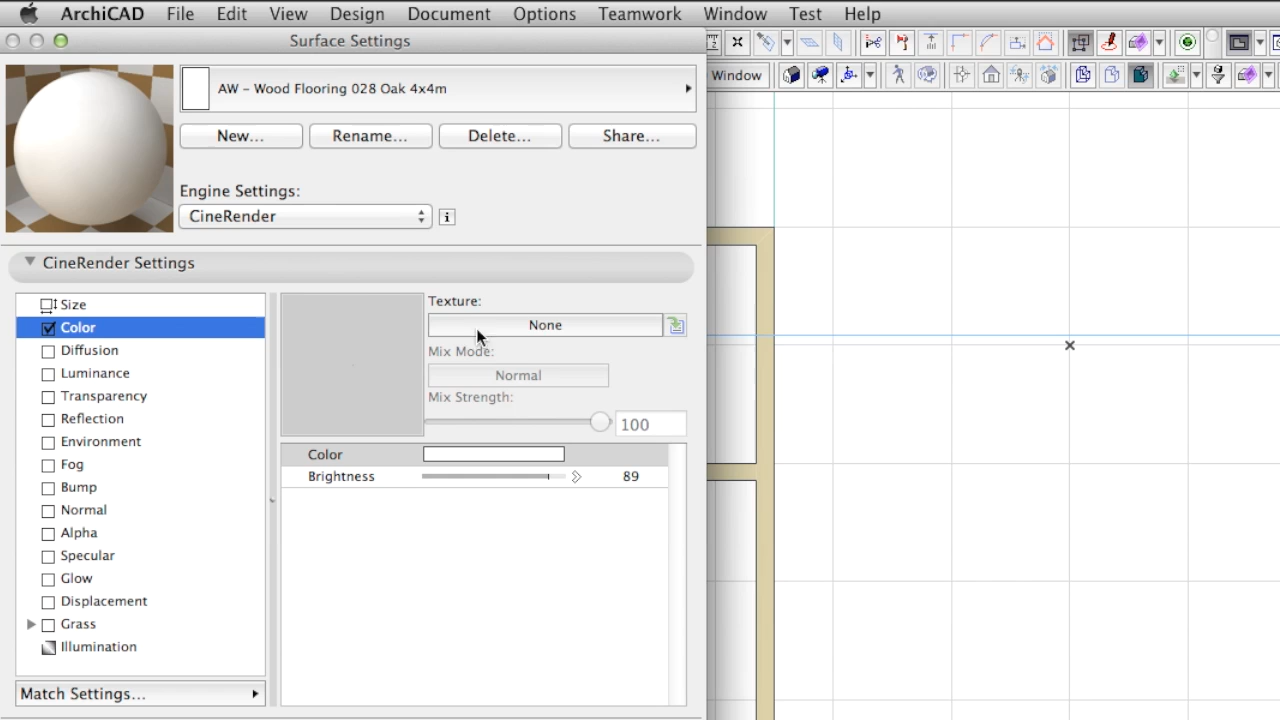 ArchiCAD File Edit View Design Document Options Teamwork Window Test Help
Surface Settings
AW - Wood Flooring 028 Oak 4x4m
New... Rename... Delete... Share...
Engine Settings:
CineRender
i
Window
CineRender Settings
Size
Color
Diffusion
Luminance
Transparency
Reflection
Environment
Fog
Bump
Normal
Alpha
Specular
Glow
Displacement
Grass
Illumination
Match Settings...
Texture:
None
Mix Mode:
Normal
Mix Strength:
100
Color
Brightness 89